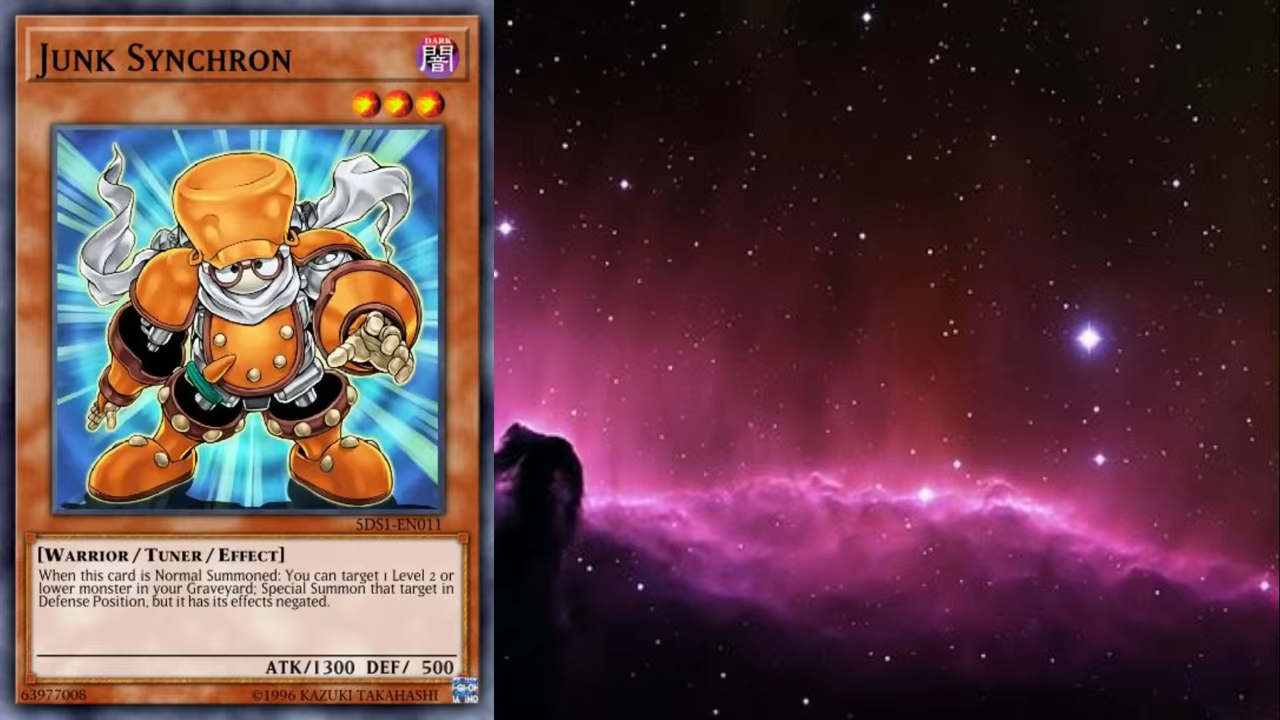 JUNK SYNCHRON
DARK
闇
5DS1-EN011
[WARRIOR / TUNER / EFFECT]
When this card is Normal Summoned: You can target 1 Level 2 or
lower monster in your Graveyard; Special Summon that target in
Defense Position, but it has its effects negated.
ATK/1300 DEF/ 500
63977008 ©1996 KAZUKI TAKAHASHI